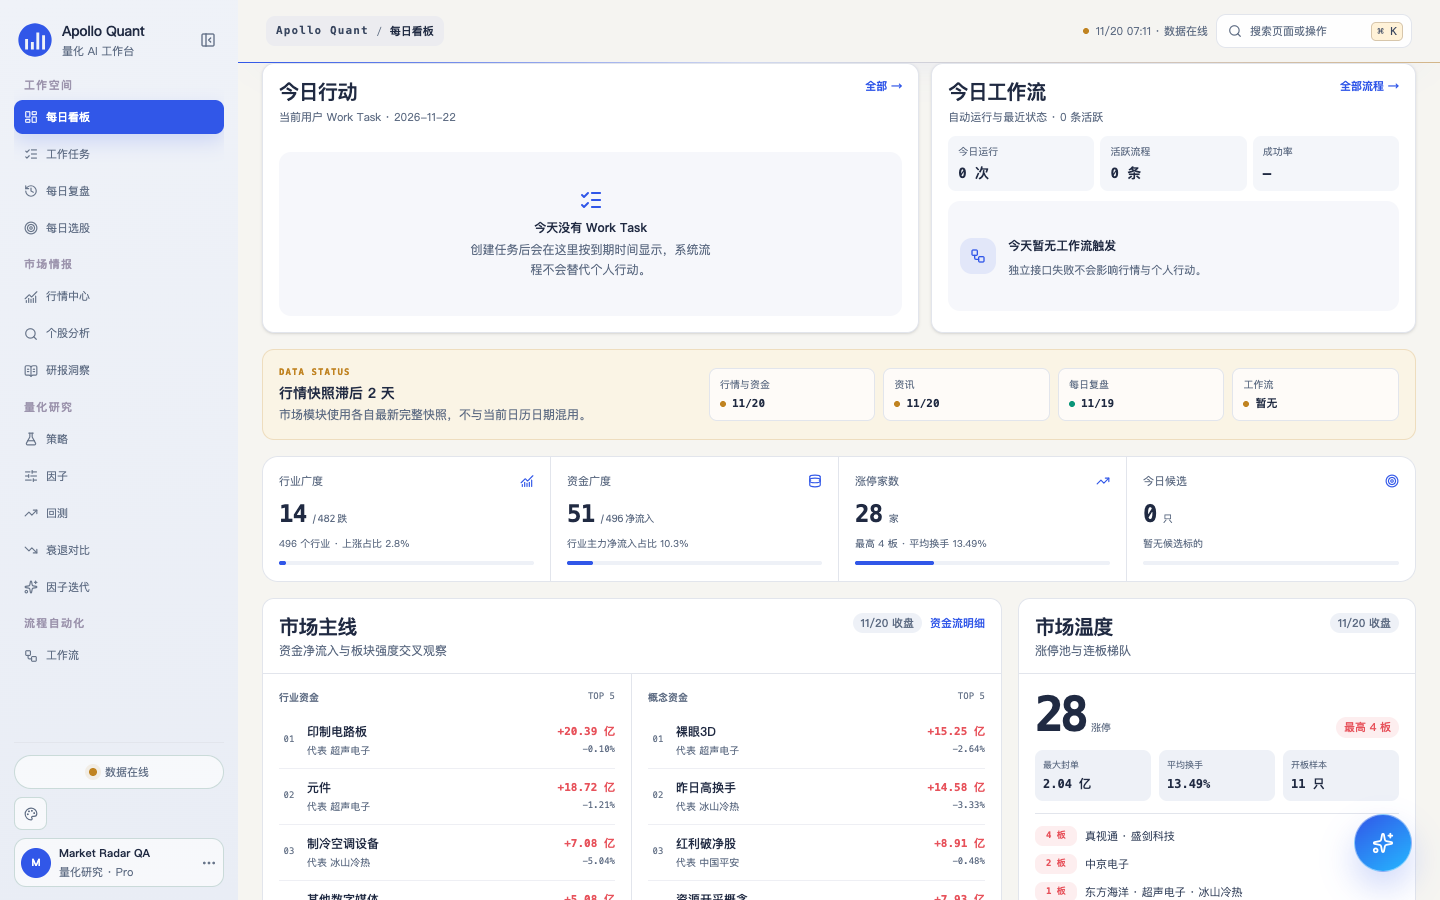 Apollo Quant
量化 AI 工作台
工作空间
每日看板
工作任务
每日复盘
每日选股
市场情报
行情中心
个股分析
研报洞察
量化研究
策略
因子
回测
衰退对比
因子迭代
流程自动化
工作流
数据在线
M
Market Radar QA
量化研究 · Pro
Apollo Quant / 每日看板
11/20 07:11 · 数据在线
搜索页面或操作
⌘ K
今日行动
全部 →
当前用户 Work Task · 2026-11-22
今天没有 Work Task
创建任务后会在这里按到期时间显示，系统流
程不会替代个人行动。
今日工作流
全部流程 →
自动运行与最近状态 · 0 条活跃
今日运行
0 次
活跃流程
0 条
成功率
—
今天暂无工作流触发
独立接口失败不会影响行情与个人行动。
DATA STATUS
行情快照滞后 2 天
市场模块使用各自最新完整快照，不与当前日历日期混用。
行情与资金
11/20
资讯
11/20
每日复盘
11/19
工作流
暂无
行业广度
14 /482 跌
496 个行业 · 上涨占比 2.8%
资金广度
51 /496 净流入
行业主力净流入占比 10.3%
涨停家数
28 家
最高 4 板 · 平均换手 13.49%
今日候选
0 只
暂无候选标的
市场主线
11/20 收盘
资金流明细
资金净流入与板块强度交叉观察
行业资金
TOP 5
01 印制电路板 +20.39 亿
代表 超声电子 -0.10%
02 元件 +18.72 亿
代表 超声电子 -1.21%
03 制冷空调设备 +7.08 亿
代表 冰山冷热 -5.04%
其他数字媒体 +5.08 亿
概念资金
TOP 5
01 裸眼3D +15.25 亿
代表 超声电子 -2.64%
02 昨日高换手 +14.58 亿
代表 冰山冷热 -3.33%
03 红利破净股 +8.91 亿
代表 中国平安 -0.48%
资源开采概念 +7.93 亿
市场温度
11/20 收盘
涨停池与连板梯队
28 涨停
最高 4 板
最大封单
2.04 亿
平均换手
13.49%
开板样本
11 只
4 板 真视通 · 盛剑科技
2 板 中京电子
1 板 东方海洋 · 超声电子 · 冰山冷热